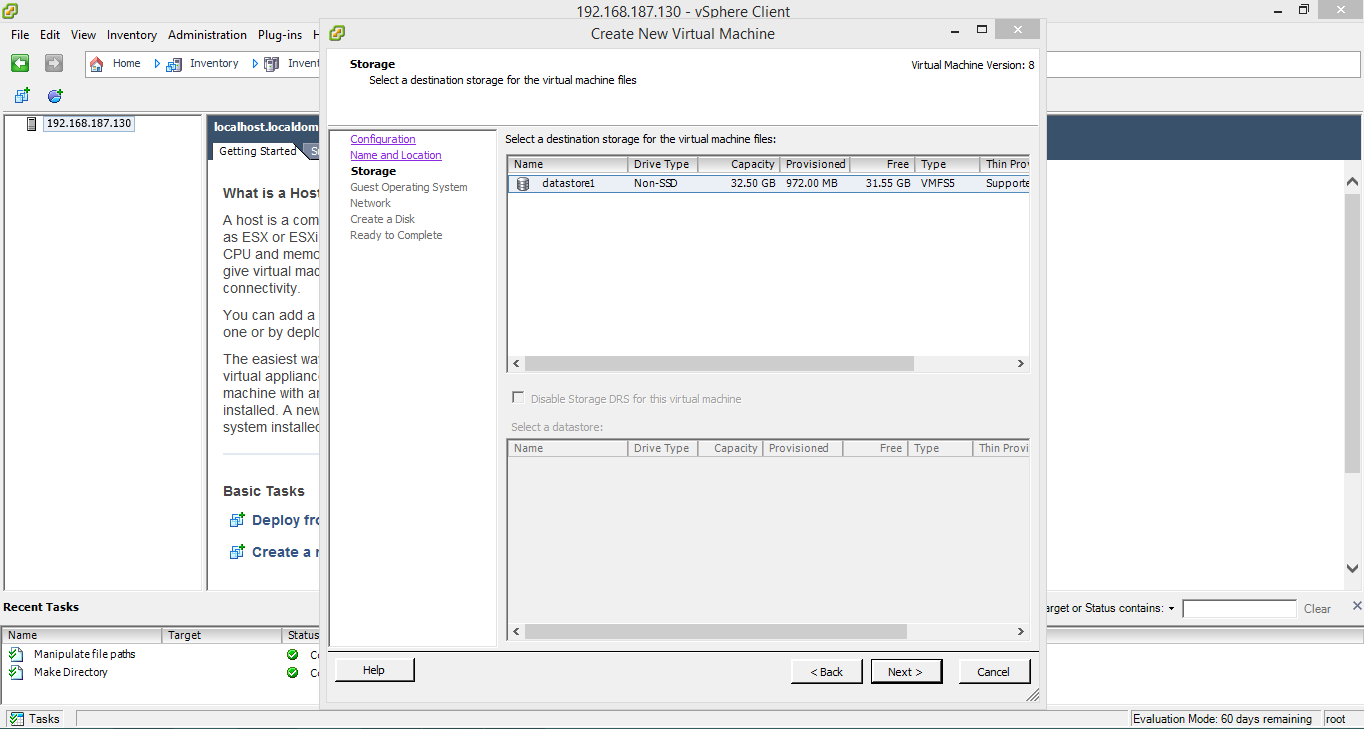 192.168.187.130 - vSphere Client
File Edit View Inventory Administration Plug-ins H
Home Inventory Invent
192.168.187.130
localhost.localdom
Getting Started S
What is a Host
A host is a com
as ESX or ESXi
CPU and memo
give virtual mac
connectivity.
You can add a
one or by deplo
The easiest way
virtual appliance
machine with an
installed. A new
system installed
Basic Tasks
Deploy fro
Create a n
Create New Virtual Machine
Storage
Select a destination storage for the virtual machine files
Virtual Machine Version: 8
Configuration
Name and Location
Storage
Guest Operating System
Network
Create a Disk
Ready to Complete
Select a destination storage for the virtual machine files:
Name Drive Type Capacity Provisioned Free Type Thin Prov
datastore1 Non-SSD 32.50 GB 972.00 MB 31.55 GB VMFS5 Supporte
Disable Storage DRS for this virtual machine
Select a datastore:
Name Drive Type Capacity Provisioned Free Type Thin Provi
Help < Back Next > Cancel
Recent Tasks
arget or Status contains: Clear
Name Target Status
Manipulate file paths Co
Make Directory Co
Tasks Evaluation Mode: 60 days remaining root